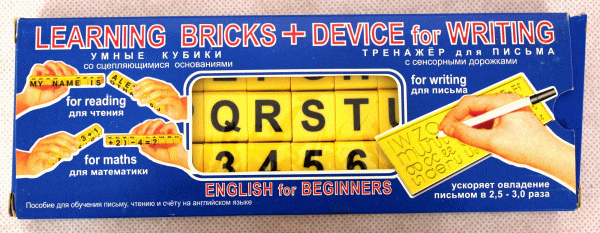 LEARNING BRICKS + DEVICE for WRITING
УМНЫЕ КУБИКИ
со сцепляющимися основаниями
ТРЕНАЖЁР для ПИСЬМА
с сенсорными дорожками
MY NAME IS
for reading
для чтения
for maths
для математики
QRSTU
3456
for writing
для письма
ENGLISH for BEGINNERS
ускоряет овладение
письмом в 2,5 - 3,0 раза
Пособие для обучения письму, чтению и счёту на английском языке